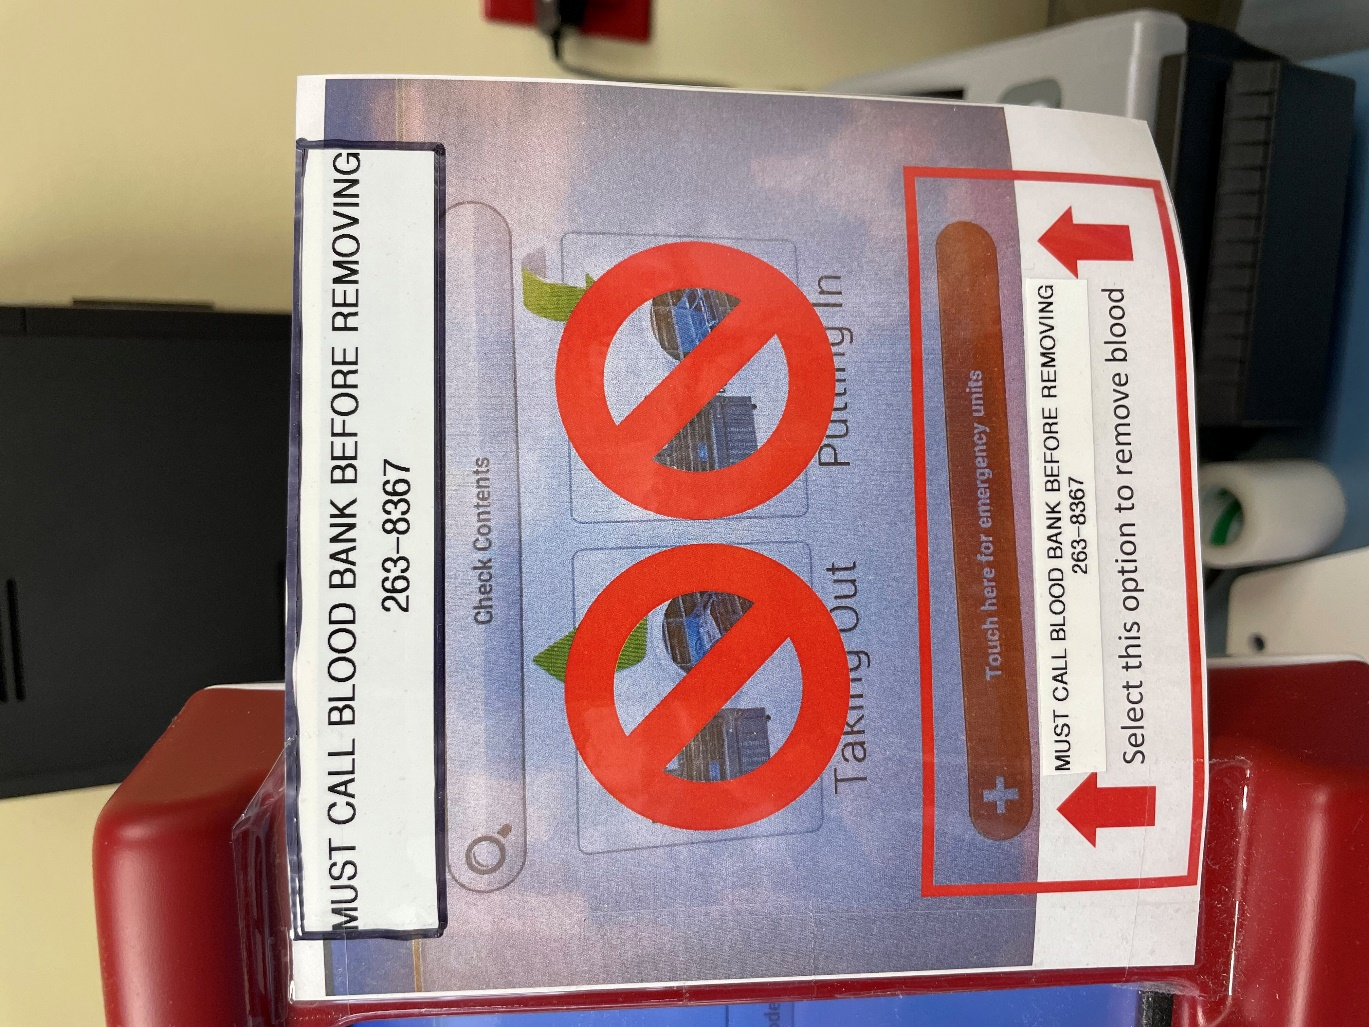 MUST CALL BLOOD BANK BEFORE REMOVING
263-8367
Check Contents
Taking Out
Putting In
Touch here for emergency units
MUST CALL BLOOD BANK BEFORE REMOVING
263-8367
Select this option to remove blood